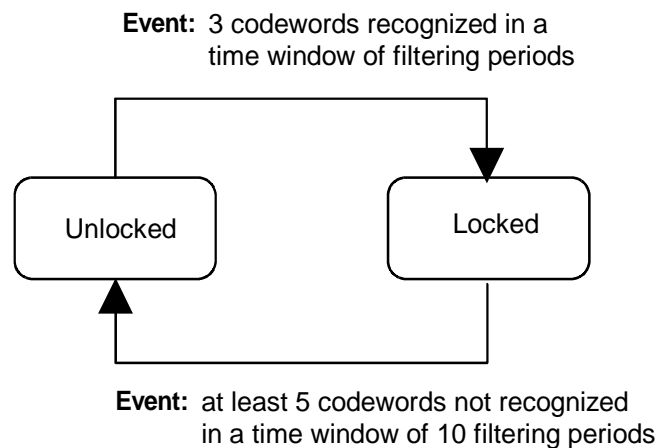 Event: 3 codewords recognized in a
time window of filtering periods
Unlocked
Locked
Event: at least 5 codewords not recognized
in a time window of 10 filtering periods